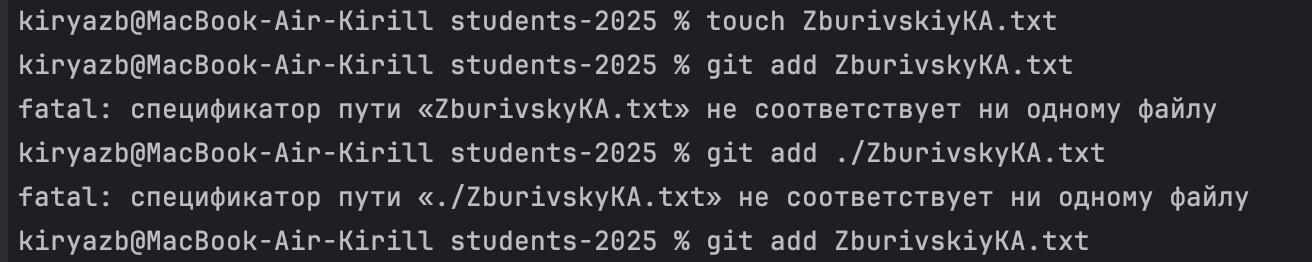 kiryazb@MacBook-Air-Kirill students-2025 % touch ZburivskiyKA.txt
kiryazb@MacBook-Air-Kirill students-2025 % git add ZburivskyKA.txt
fatal: спецификатор пути «ZburivskyKA.txt» не соответствует ни одному файлу
kiryazb@MacBook-Air-Kirill students-2025 % git add ./ZburivskyKA.txt
fatal: спецификатор пути «./ZburivskyKA.txt» не соответствует ни одному файлу
kiryazb@MacBook-Air-Kirill students-2025 % git add ZburivskiyKA.txt